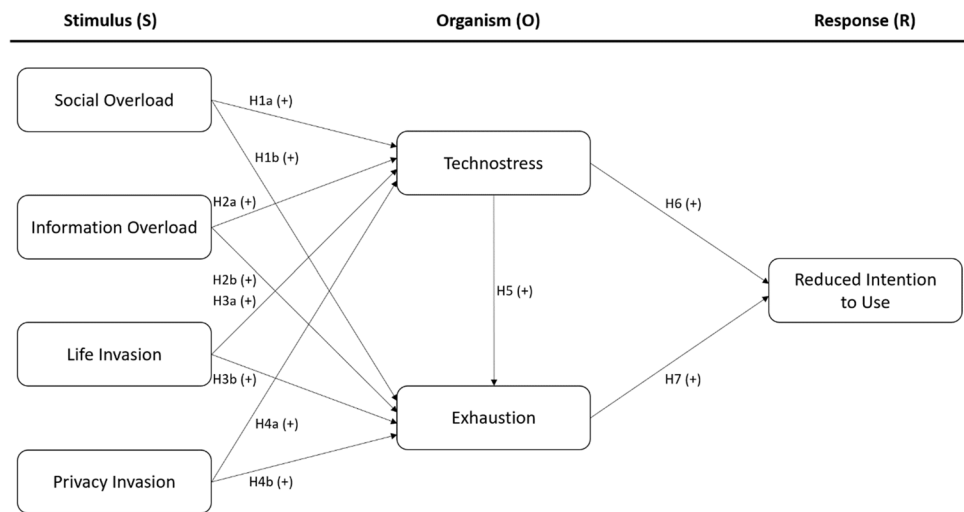 Stimulus (S)
Organism (O)
Response (R)
Social Overload
H1a (+)
H1b (+)
Technostress
H2a (+)
Information Overload
H6 (+)
H2b (+)
H3a (+)
H5 (+)
Reduced Intention
to Use
Life Invasion
H3b (+)
H7 (+)
H4a (+)
Exhaustion
Privacy Invasion
H4b (+)